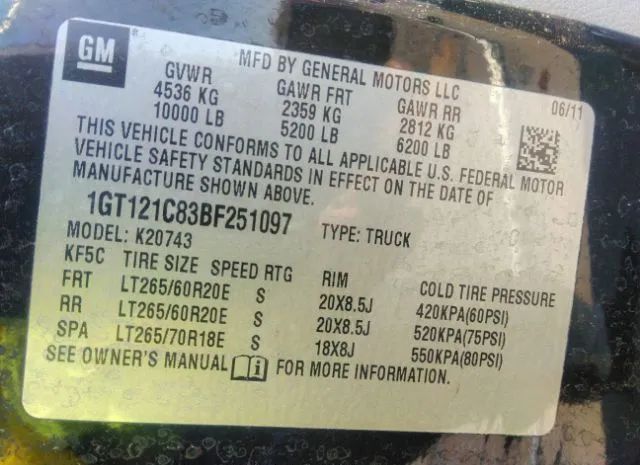 GM
MFD BY GENERAL MOTORS LLC
GVWR GAWR FRT GAWR RR 06/11
4536 KG 2359 KG 2812 KG
10000 LB 5200 LB 6200 LB
THIS VEHICLE CONFORMS TO ALL APPLICABLE U.S. FEDERAL MOTOR
VEHICLE SAFETY STANDARDS IN EFFECT ON THE DATE OF
MANUFACTURE SHOWN ABOVE.
1GT121C83BF251097 TYPE: TRUCK
MODEL: K20743
KF5C TIRE SIZE SPEED RTG RIM COLD TIRE PRESSURE
FRT LT265/60R20E S 20X8.5J 420KPA(60PSI)
RR LT265/60R20E S 20X8.5J 520KPA(75PSI)
SPA LT265/70R18E S 18X8J 550KPA(80PSI)
SEE OWNER'S MANUAL i FOR MORE INFORMATION.